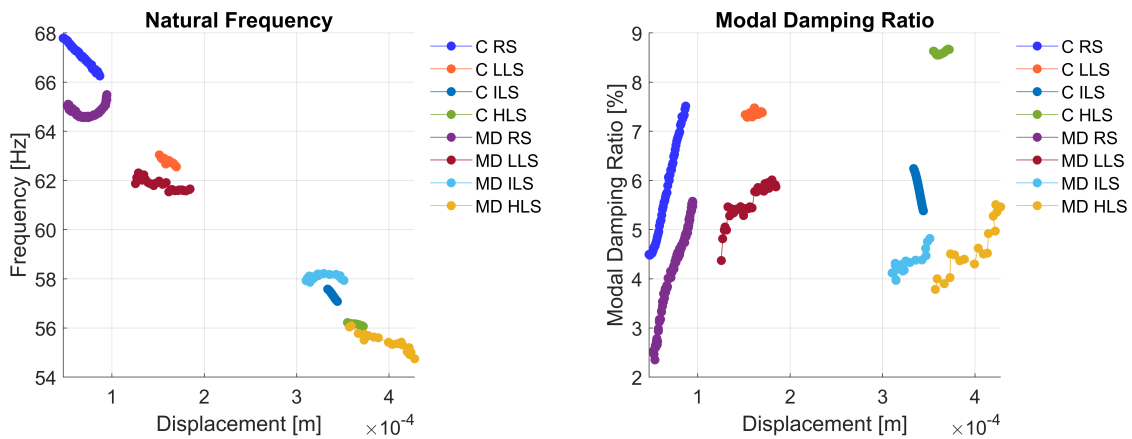 Natural Frequency
68
66
64
62
60
58
56
54
Frequency [Hz]
1
2
3
4
Displacement [m]
×10⁻⁴
C RS
C LLS
C ILS
C HLS
MD RS
MD LLS
MD ILS
MD HLS
Modal Damping Ratio
9
8
7
6
5
4
3
2
Modal Damping Ratio [%]
1
2
3
4
Displacement [m]
×10⁻⁴
C RS
C LLS
C ILS
C HLS
MD RS
MD LLS
MD ILS
MD HLS